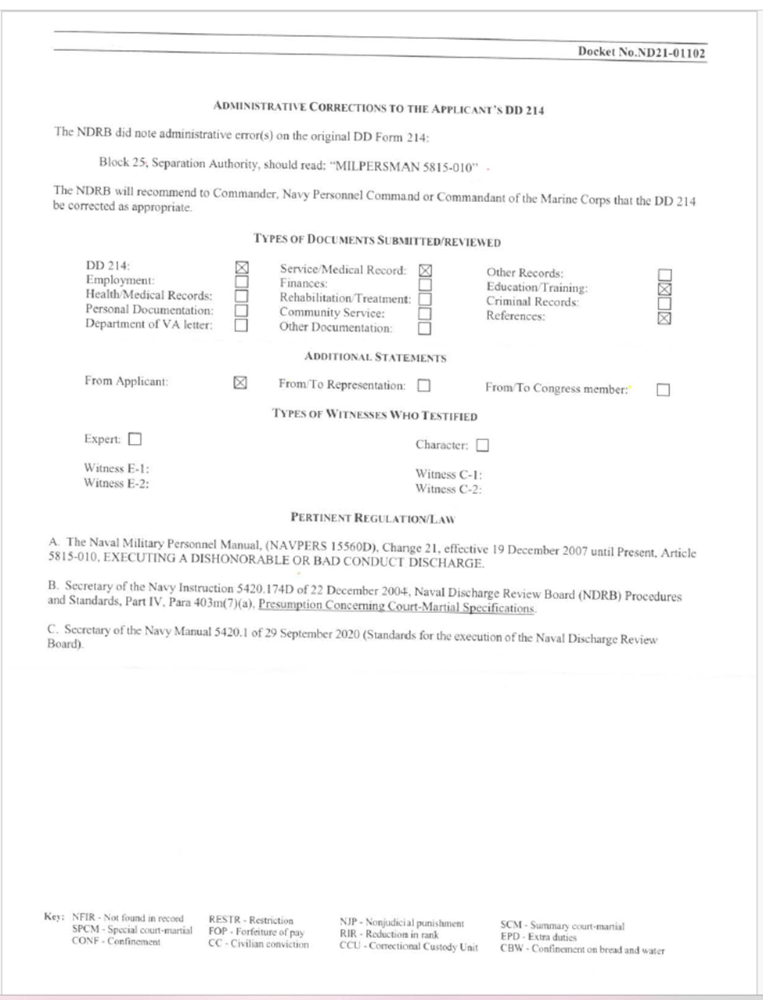 Docket No.ND21-01102
ADMINISTRATIVE CORRECTIONS TO THE APPLICANT'S DD 214
The NDRB did note administrative error(s) on the original DD Form 214:
Block 25, Separation Authority, should read: "MILPERSMAN 5815-010"
The NDRB will recommend to Commander, Navy Personnel Command or Commandant of the Marine Corps that the DD 214
be corrected as appropriate.
TYPES OF DOCUMENTS SUBMITTED/REVIEWED
DD 214: ☒ Service/Medical Record: ☒ Other Records: ☐
Employment: ☐ Finances: ☐ Education/Training: ☒
Health/Medical Records: ☐ Rehabilitation/Treatment: ☐ Criminal Records: ☐
Personal Documentation: ☐ Community Service: ☐ References: ☒
Department of VA letter: ☐ Other Documentation: ☐
ADDITIONAL STATEMENTS
From Applicant: ☒ From/To Representation: ☐ From/To Congress member: ☐
TYPES OF WITNESSES WHO TESTIFIED
Expert: ☐ Character: ☐
Witness E-1: Witness C-1:
Witness E-2: Witness C-2:
PERTINENT REGULATION/LAW
A. The Naval Military Personnel Manual, (NAVPERS 15560D), Change 21, effective 19 December 2007 until Present, Article
5815-010, EXECUTING A DISHONORABLE OR BAD CONDUCT DISCHARGE.
B. Secretary of the Navy Instruction 5420.174D of 22 December 2004, Naval Discharge Review Board (NDRB) Procedures
and Standards, Part IV, Para 403m(7)(a), Presumption Concerning Court-Martial Specifications.
C. Secretary of the Navy Manual 5420.1 of 29 September 2020 (Standards for the execution of the Naval Discharge Review
Board).
Key: NFIR - Not found in record RESTR - Restriction NJP - Nonjudicial punishment SCM - Summary court-martial
SPCM - Special court-martial FOP - Forfeiture of pay RIR - Reduction in rank EPD - Extra duties
CONF - Confinement CC - Civilian conviction CCU - Correctional Custody Unit CBW - Confinement on bread and water